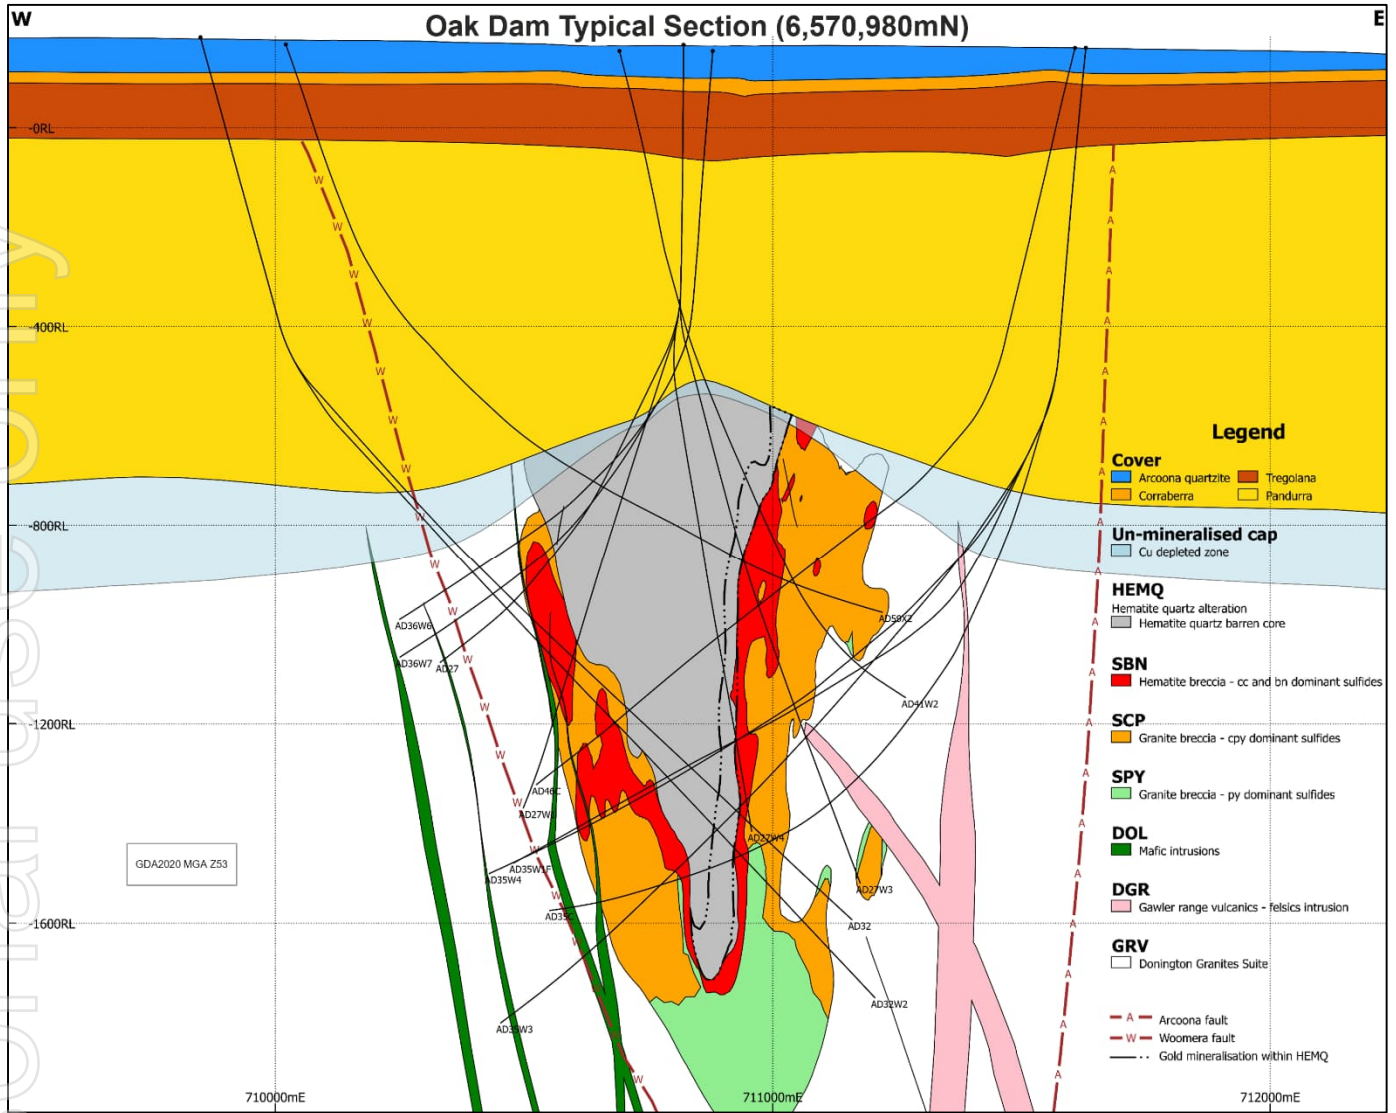 W
Oak Dam Typical Section (6,570,980mN)
E
-0RL
-400RL
-800RL
-1200RL
-1600RL
710000mE
711000mE
712000mE
GDA2020 MGA Z53
AD36W6
AD36W7
AD27
AD46C
AD35W1F
AD35W4
AD35C
AD35W3
AD27W4
AD59X2
AD41W2
AD27W3
AD32
AD32W2
Legend
Cover
Arcoona quartzite
Tregolana
Corraberra
Pandurra
Un-mineralised cap
Cu depleted zone
HEMQ
Hematite quartz alteration
Hematite quartz barren core
SBN
Hematite breccia - cc and bn dominant sulfides
SCP
Granite breccia - cpy dominant sulfides
SPY
Granite breccia - py dominant sulfides
DOL
Mafic intrusions
DGR
Gawler range vulcanics - felsics intrusion
GRV
Donington Granites Suite
A Arcoona fault
W Woomera fault
Gold mineralisation within HEMQ